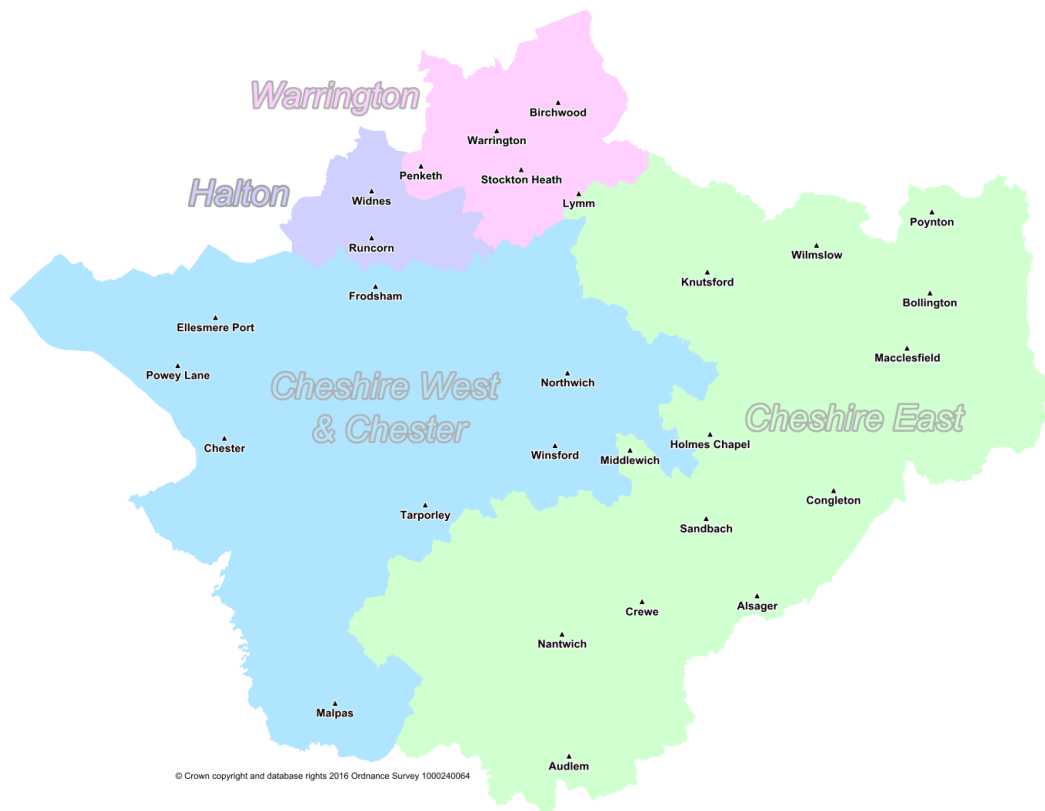 Warrington
Birchwood
Warrington
Penketh
Stockton Heath
Halton
Widnes
Lymm
Poynton
Runcorn
Wilmslow
Knutsford
Frodsham
Bollington
Ellesmere Port
Macclesfield
Powey Lane
Northwich
Cheshire West
& Chester
Cheshire East
Chester
Holmes Chapel
Winsford
Middlewich
Congleton
Tarporley
Sandbach
Crewe
Alsager
Nantwich
Malpas
Audlem
© Crown copyright and database rights 2016 Ordnance Survey 1000240064